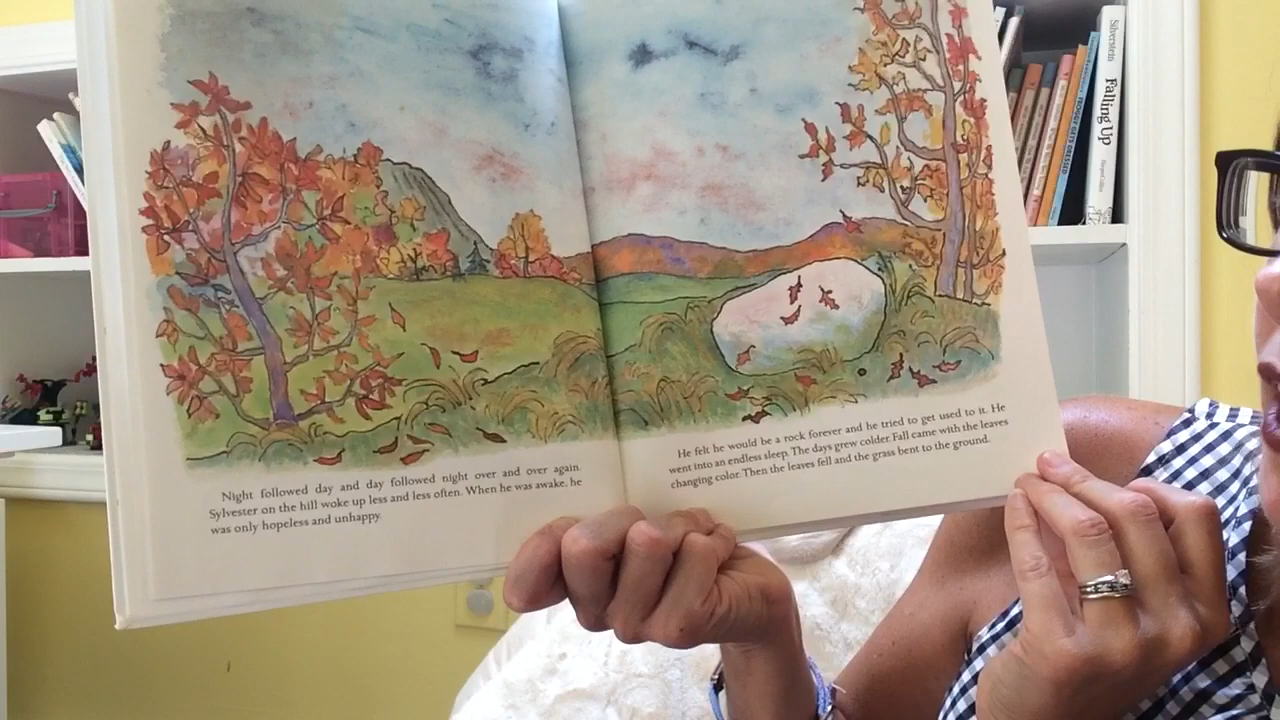 Silverstein
Falling Up
FROGGY GETS DRESSED
Night followed day and day followed night over and over again.
Sylvester on the hill woke up less and less often. When he was awake, he
was only hopeless and unhappy.
He felt he would be a rock forever and he tried to get used to it. He
went into an endless sleep. The days grew colder. Fall came with the leaves
changing color. Then the leaves fell and the grass bent to the ground.